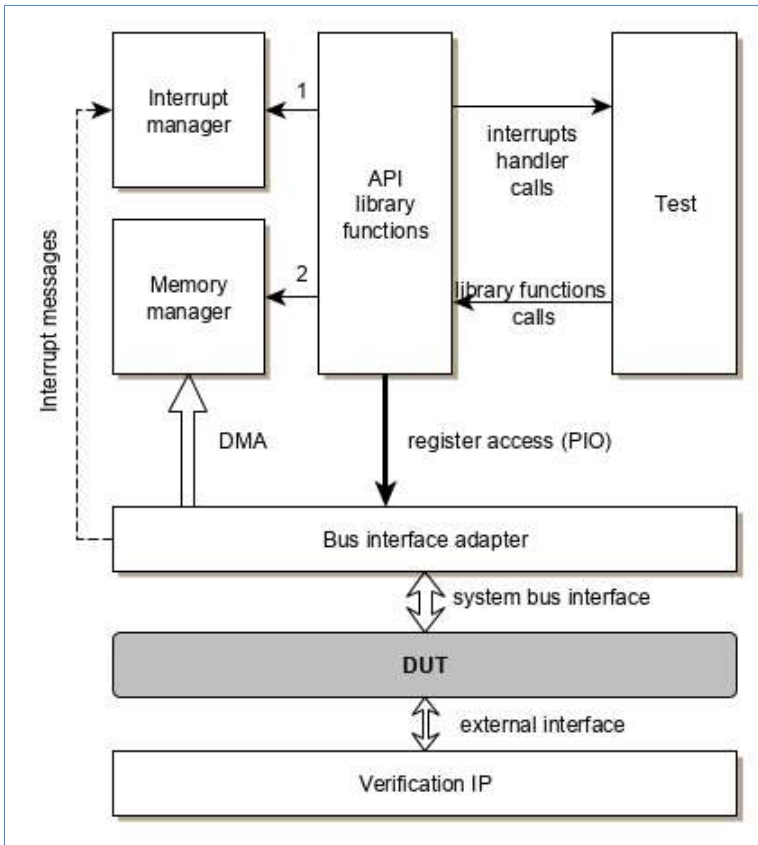 Interrupt
manager
1
API
library
functions
interrupts
handler
calls
Test
Memory
manager
2
library functions
calls
Interrupt messages
DMA
register access (PIO)
Bus interface adapter
system bus interface
DUT
external interface
Verification IP